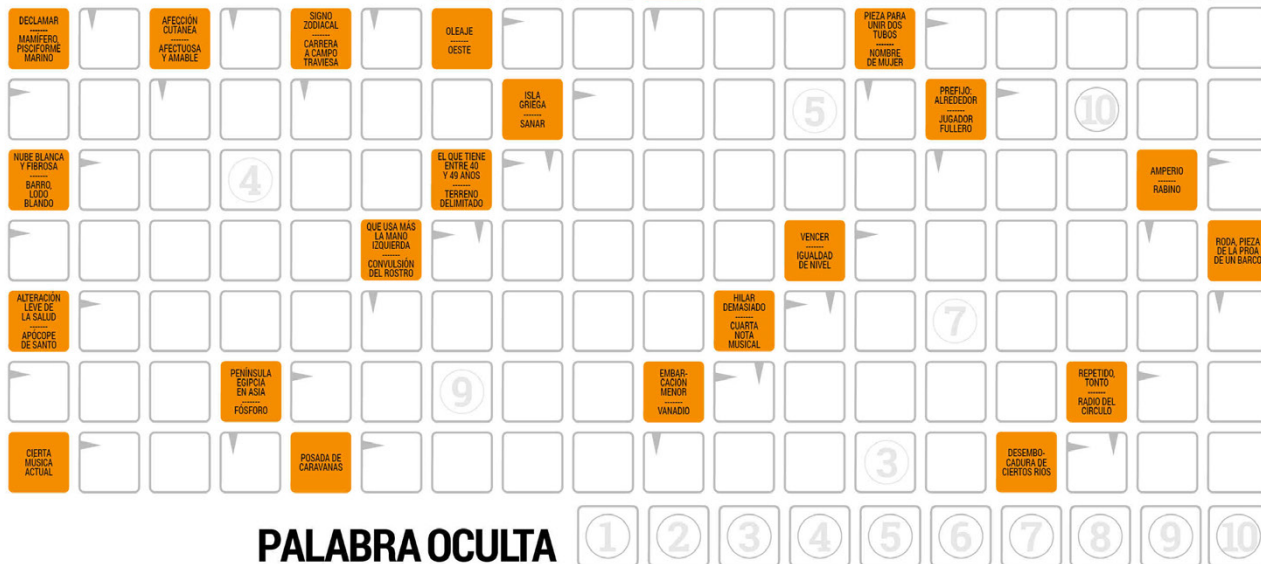 DECLAMAR
-------
MAMÍFERO,
PISCIFORME
MARINO
AFECCIÓN
CUTÁNEA
-------
AFECTUOSA
Y AMABLE
SIGNO
ZODIACAL
-------
CARRERA
A CAMPO
TRAVIESA
OLEAJE
-------
OESTE
PIEZA PARA
UNIR DOS
TUBOS
-------
NOMBRE
DE MUJER
ISLA
GRIEGA
-------
SANAR
5
PREFIJO:
ALREDEDOR
-------
JUGADOR
FULLERO
10
NUBE BLANCA
Y FIBROSA
-------
BARRO,
LODO
BLANDO
4
EL QUE TIENE
ENTRE 40
Y 49 AÑOS
-------
TERRENO
DELIMITADO
AMPERIO
-------
RABINO
QUE USA MÁS
LA MANO
IZQUIERDA
-------
CONVULSIÓN
DEL ROSTRO
VENCER
-------
IGUALDAD
DE NIVEL
RODA, PIEZA
DE LA PROA
DE UN BARCO
ALTERACIÓN
LEVE DE
LA SALUD
-------
APÓCOPE
DE SANTO
HILAR
DEMASIADO
-------
CUARTA
NOTA
MUSICAL
7
PENÍNSULA
EGIPCIA
EN ASIA
-------
FÓSFORO
9
EMBAR-
CACIÓN
MENOR
-------
VANADIO
REPETIDO,
TONTO
-------
RADIO DEL
CÍRCULO
CIERTA
MÚSICA
ACTUAL
POSADA DE
CARAVANAS
3
DESEMBO-
CADURA DE
CIERTOS RÍOS
PALABRA OCULTA 1 2 3 4 5 6 7 8 9 10